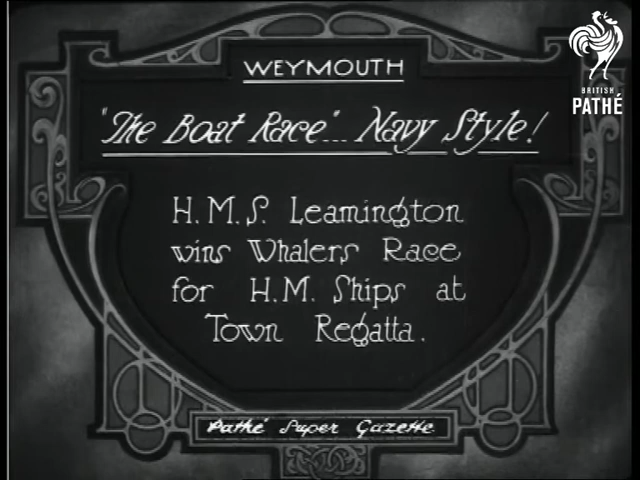 WEYMOUTH
"The Boat Race"... Navy Style!
H.M.S. Leamington
wins Whalers Race
for H.M. Ships at
Town Regatta.
Pathé Super Gazette
BRITISH
PATHÉ